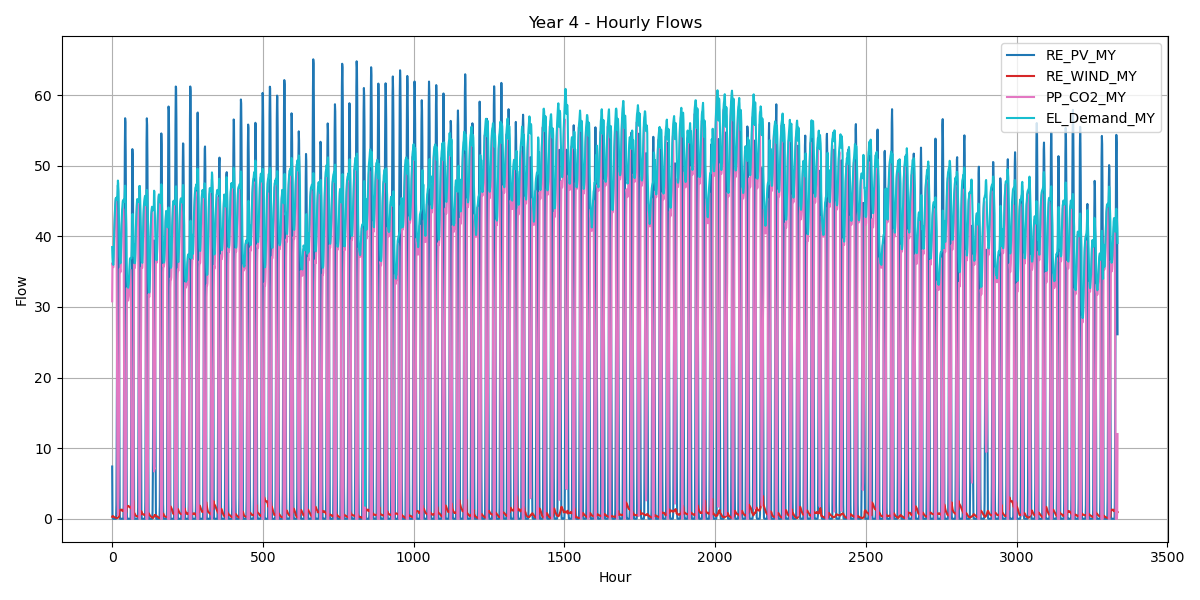 Year 4 - Hourly Flows
RE_PV_MY
RE_WIND_MY
PP_CO2_MY
EL_Demand_MY
Flow
60
50
40
30
20
10
0
0 500 1000 1500 2000 2500 3000 3500
Hour